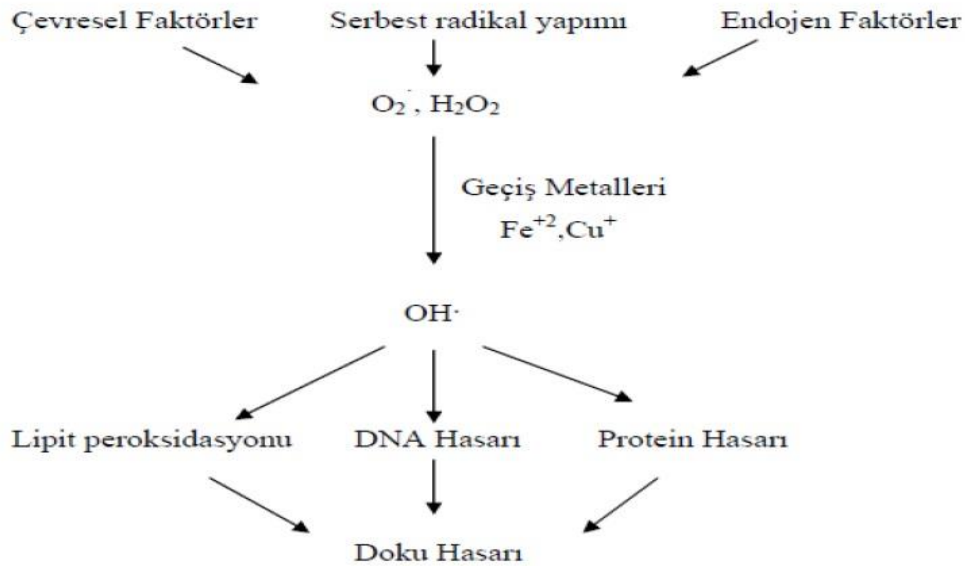 Çevresel Faktörler Serbest radikal yapımı Endojen Faktörler
O₂˙, H₂O₂
Geçiş Metalleri
Fe⁺²,Cu⁺
OH·
Lipit peroksidasyonu DNA Hasarı Protein Hasarı
Doku Hasarı